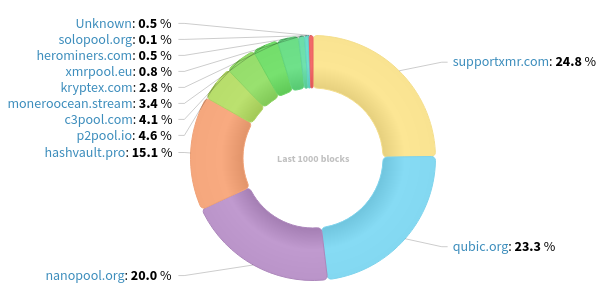 Unknown: 0.5 %
solopool.org: 0.1 %
herominers.com: 0.5 %
xmrpool.eu: 0.8 %
kryptex.com: 2.8 %
moneroocean.stream: 3.4 %
c3pool.com: 4.1 %
p2pool.io: 4.6 %
hashvault.pro: 15.1 %
nanopool.org: 20.0 %
supportxmr.com: 24.8 %
qubic.org: 23.3 %
Last 1000 blocks